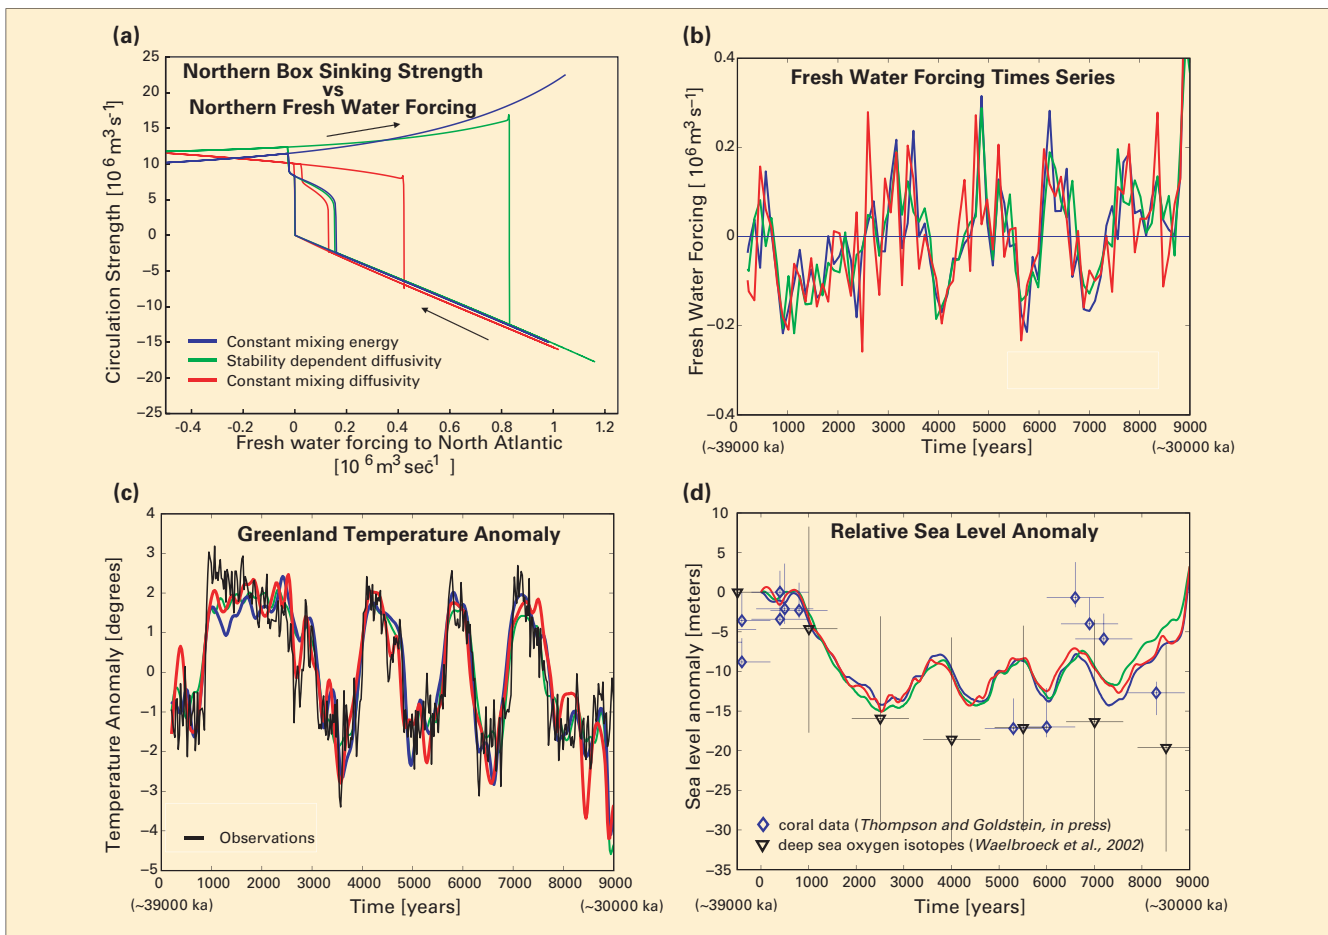 (a)
25
20
15
10
5
0
−5
−10
−15
−20
−25
Circulation Strength [10⁶ m³ s⁻¹]
Northern Box Sinking Strength
vs
Northern Fresh Water Forcing
Constant mixing energy
Stability dependent diffusivity
Constant mixing diffusivity
-0.4 -0.2 0 0.2 0.4 0.6 0.8 1 1.2
Fresh water forcing to North Atlantic
[10⁶ m³ sec⁻¹ ]
(b)
0.4
0.2
0
−0.2
−0.4
Fresh Water Forcing [ 10⁶ m³ s⁻¹]
Fresh Water Forcing Times Series
0 1000 2000 3000 4000 5000 6000 7000 8000 9000
(~39000 ka) Time [years] (~30000 ka)
(c)
4
3
2
1
0
−1
−2
−3
−4
−5
Temperature Anomaly [degrees]
Greenland Temperature Anomaly
Observations
0 1000 2000 3000 4000 5000 6000 7000 8000 9000
(~39000 ka) Time [years] (~30000 ka)
(d)
10
5
0
−5
−10
−15
−20
−25
−30
−35
Sea level anomaly [meters]
Relative Sea Level Anomaly
coral data (Thompson and Goldstein, in press)
deep sea oxygen isotopes (Waelbroeck et al., 2002)
0 1000 2000 3000 4000 5000 6000 7000 8000 9000
(~39000 ka) Time [years] (~30000 ka)